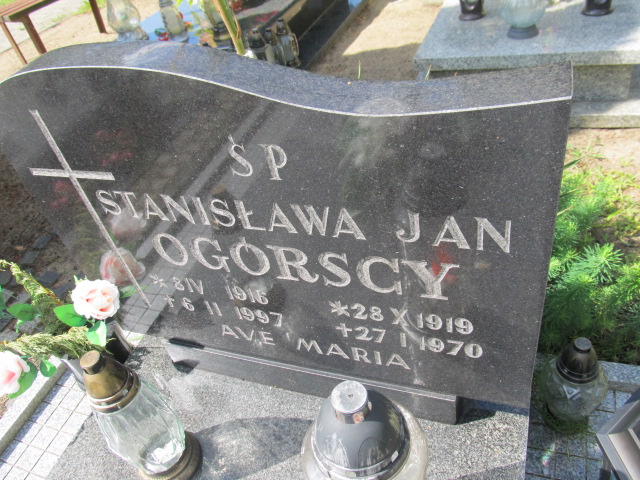 ŚP
STANISŁAWA JAN
OGÓRSCY
*8 IV 1916 *28 X 1919
+6 II 1997 +27 I 1970
AVE MARIA